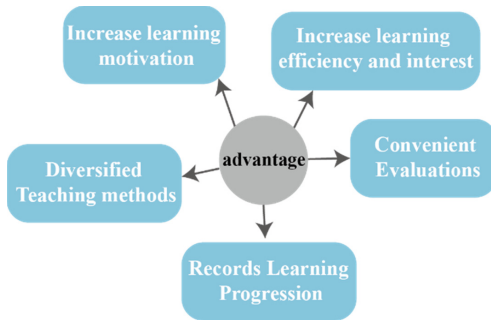 Increase learning
motivation
Increase learning
efficiency and interest
advantage
Convenient
Evaluations
Diversified
Teaching methods
Records Learning
Progression